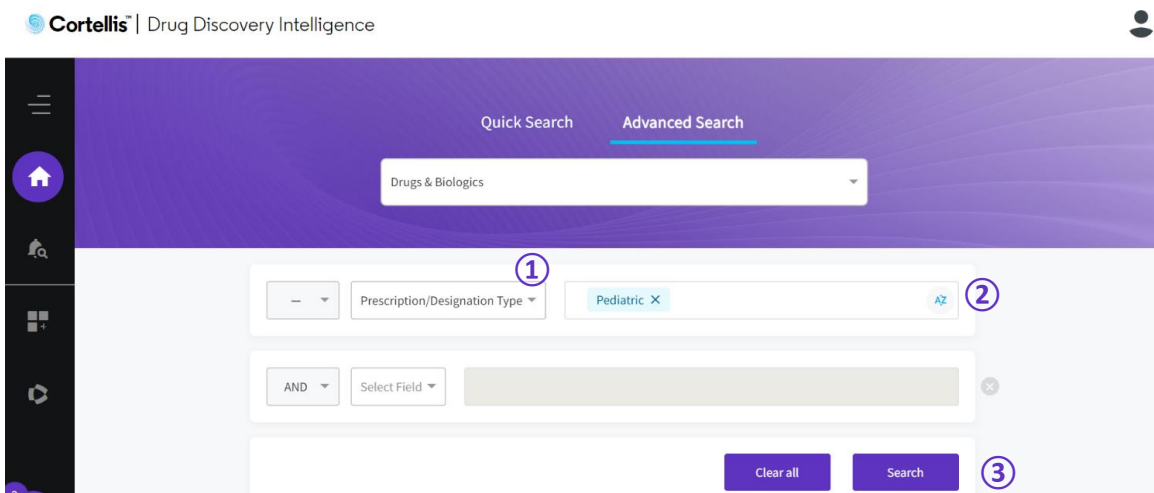 Cortellis™ | Drug Discovery Intelligence
Quick Search Advanced Search
Drugs & Biologics
①
– Prescription/Designation Type Pediatric X AZ ②
AND Select Field
Clear all Search ③